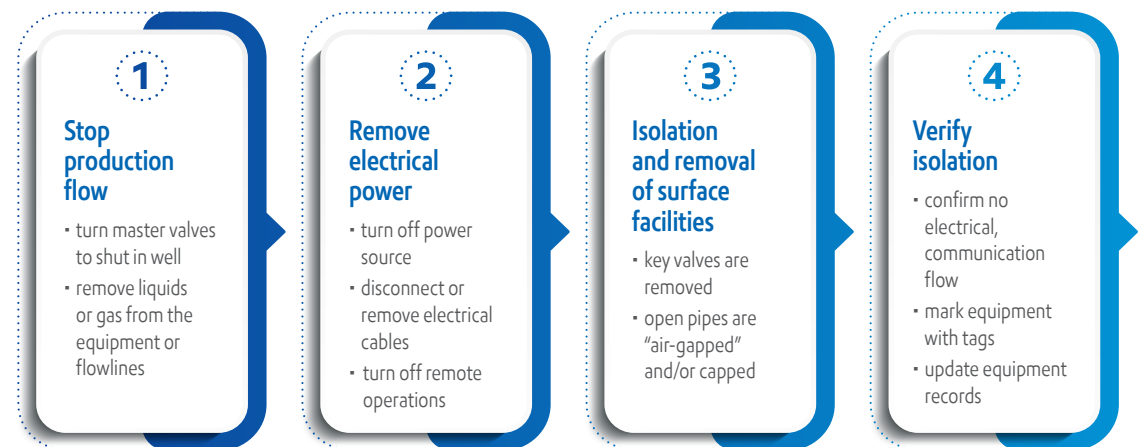 1
Stop
production
flow
▪ turn master valves
to shut in well
▪ remove liquids
or gas from the
equipment or
flowlines
2
Remove
electrical
power
▪ turn off power
source
▪ disconnect or
remove electrical
cables
▪ turn off remote
operations
3
Isolation
and removal
of surface
facilities
▪ key valves are
removed
▪ open pipes are
“air-gapped”
and/or capped
4
Verify
isolation
▪ confirm no
electrical,
communication
flow
▪ mark equipment
with tags
▪ update equipment
records